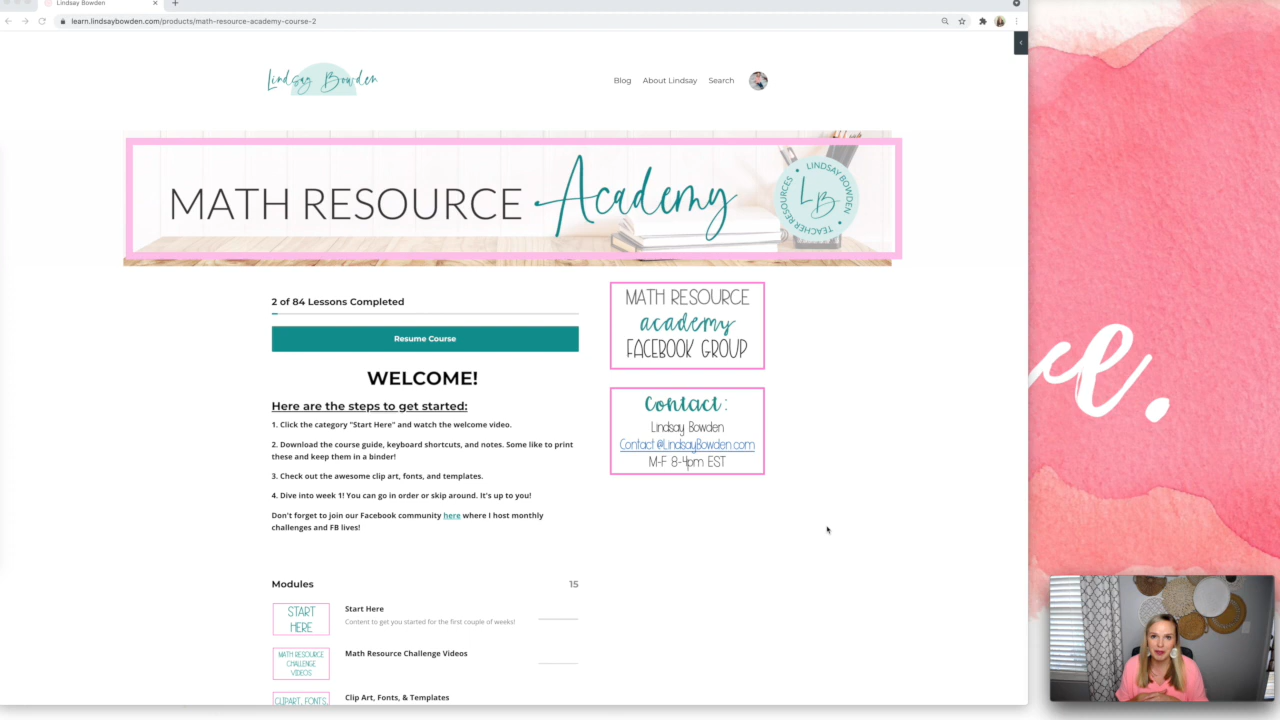 Lindsay Bowden
learn.lindsaybowden.com/products/math-resource-academy-course-2
Lindsay Bowden
Blog
About Lindsay
Search
MATH RESOURCE Academy
LINDSAY BOWDEN
LB
TEACHER RESOURCES
2 of 84 Lessons Completed
Resume Course
WELCOME!
Here are the steps to get started:
1. Click the category "Start Here" and watch the welcome video.
2. Download the course guide, keyboard shortcuts, and notes. Some like to print
these and keep them in a binder!
3. Check out the awesome clip art, fonts, and templates.
4. Dive into week 1! You can go in order or skip around. It's up to you!
Don't forget to join our Facebook community here where I host monthly
challenges and FB lives!
MATH RESOURCE
academy
FACEBOOK GROUP
Contact:
Lindsay Bowden
Contact@LindsayBowden.com
M-F 8-4pm EST
Modules
15
START
HERE
Start Here
Content to get you started for the first couple of weeks!
MATH RESOURCE
CHALLENGE
VIDEOS
Math Resource Challenge Videos
CLIPART, FONTS,
Clip Art, Fonts, & Templates
ce.